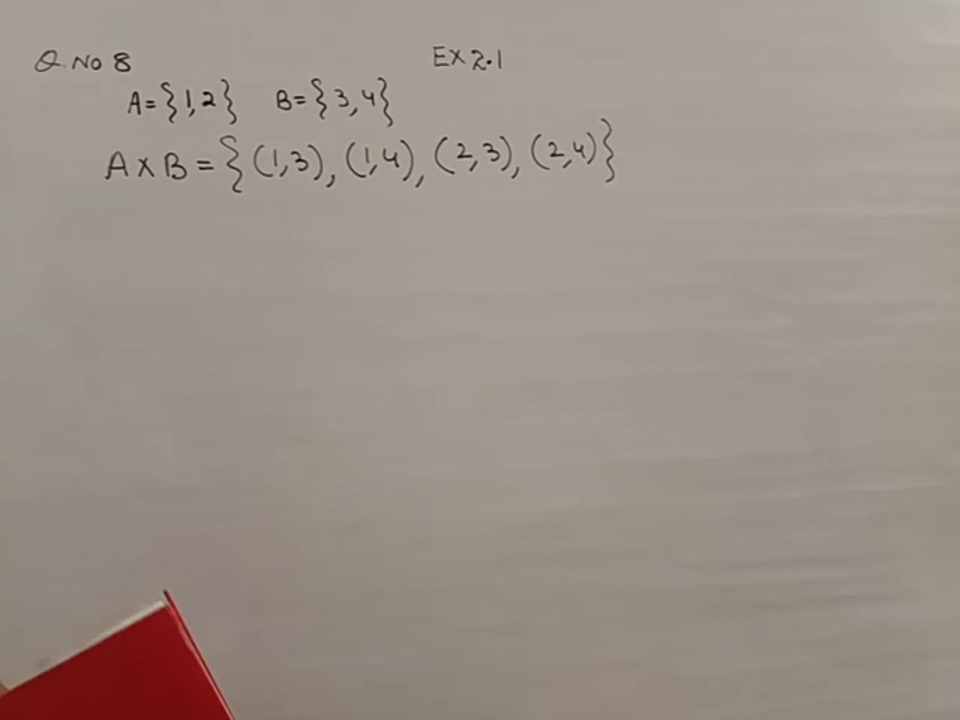 Q. No 8 Ex 2.1
A = {1, 2} B = {3, 4}
A × B = {(1,3), (1,4), (2,3), (2,4)}